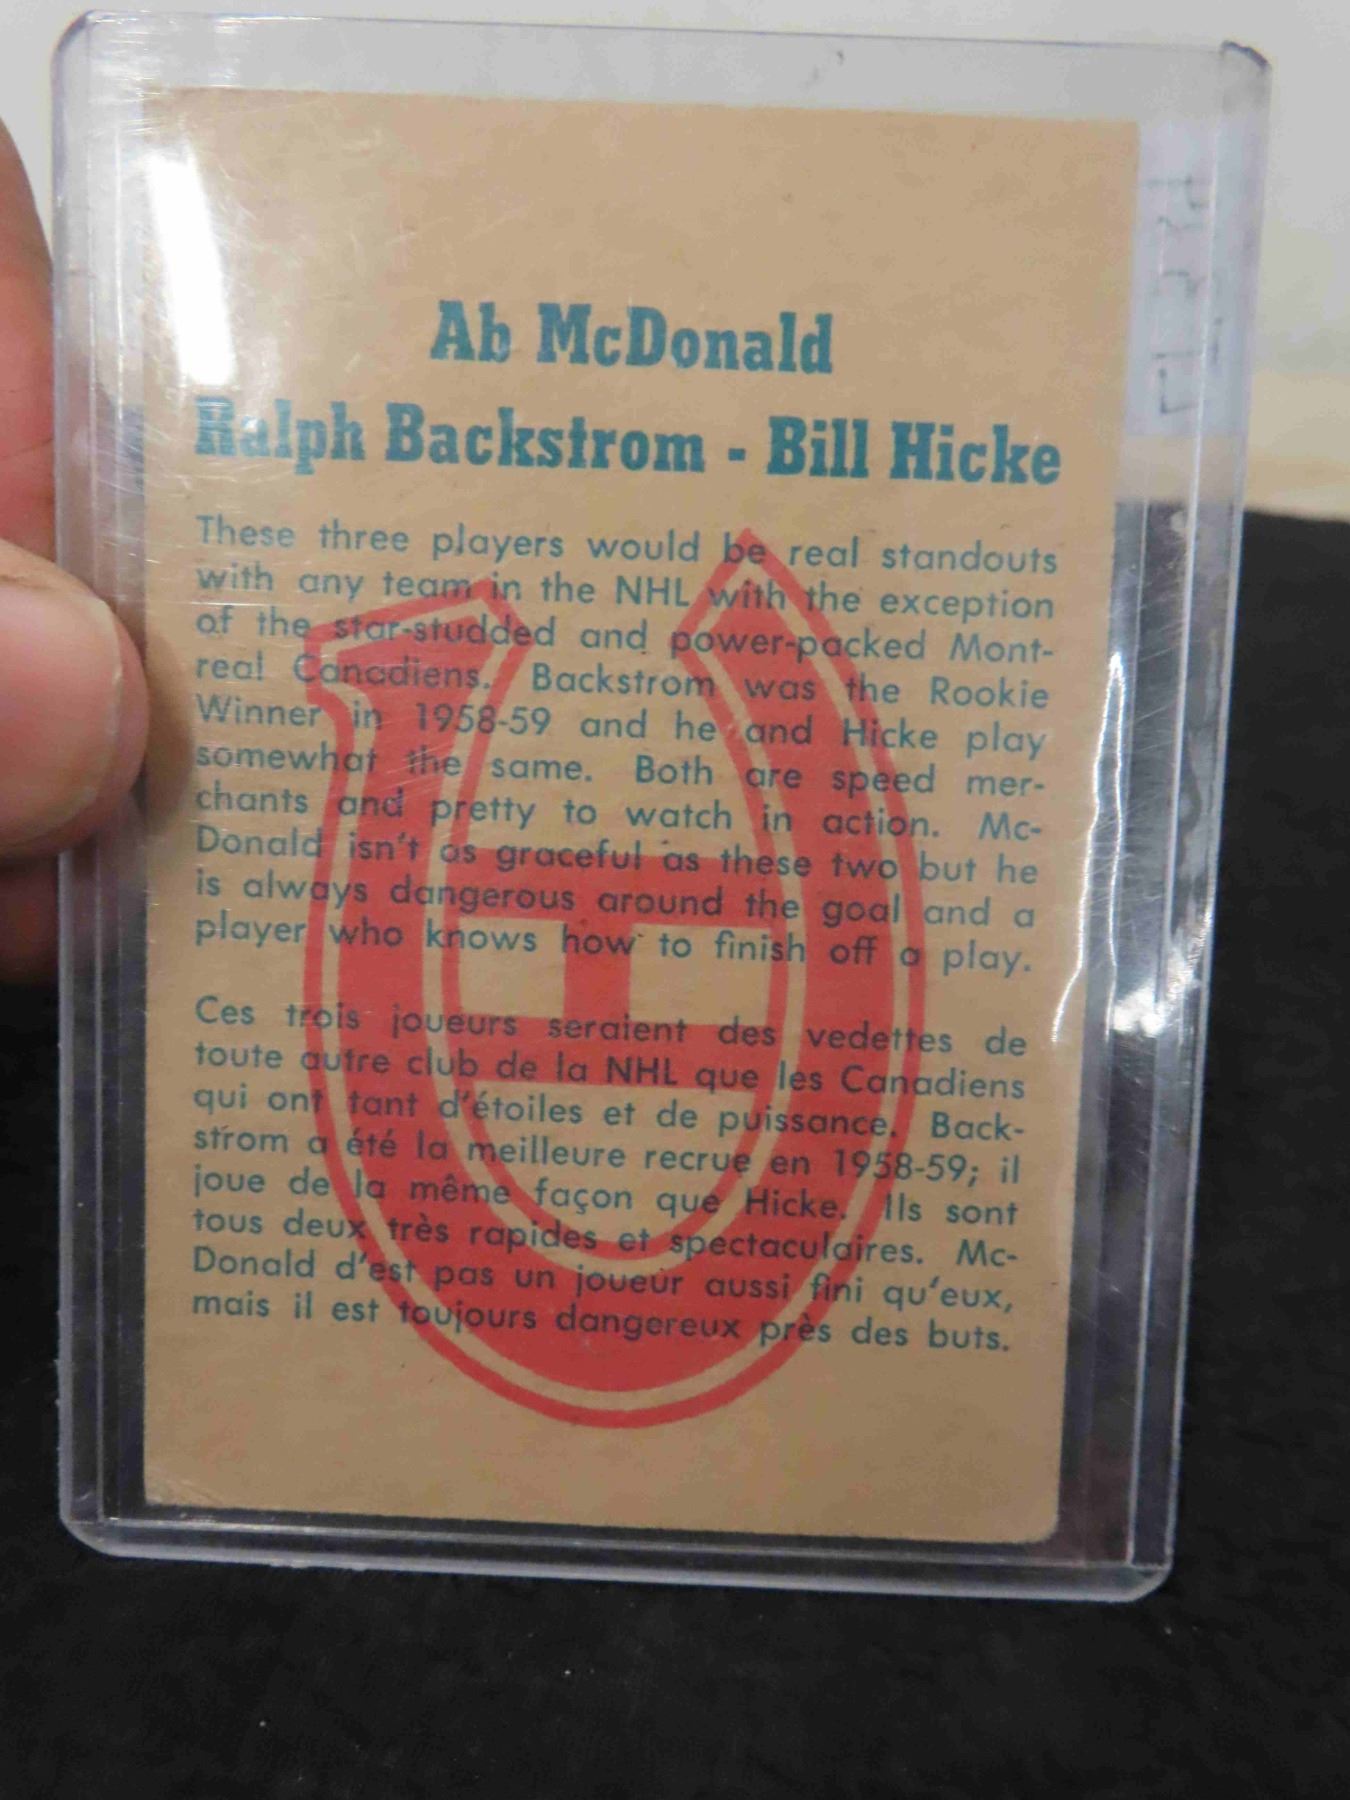 Ab McDonald
Ralph Backstrom - Bill Hicke
These three players would be real standouts
with any team in the NHL with the exception
of the star-studded and power-packed Mont-
real Canadiens. Backstrom was the Rookie
Winner in 1958-59 and he and Hicke play
somewhat the same. Both are speed mer-
chants and pretty to watch in action. Mc-
Donald isn't as graceful as these two but he
is always dangerous around the goal and a
player who knows how to finish off a play.
Ces trois joueurs seraient des vedettes de
toute autre club de la NHL que les Canadiens
qui ont tant d'étoiles et de puissance. Back-
strom a été la meilleure recrue en 1958-59; il
joue de la même façon que Hicke. Ils sont
tous deux très rapides et spectaculaires. Mc-
Donald d'est pas un joueur aussi fini qu'eux,
mais il est toujours dangereux près des buts.